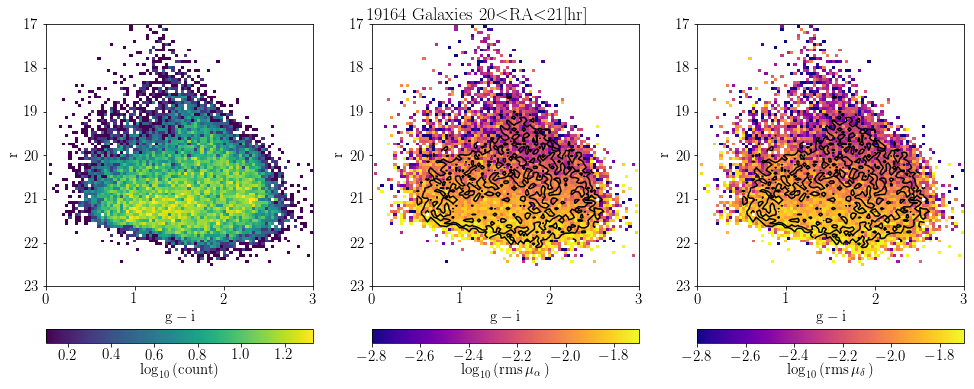 19164 Galaxies 20<RA<21[hr]
17
18
19
20
21
22
23
r
0 1 2 3
g − i
0.2 0.4 0.6 0.8 1.0 1.2
log10 (count)
17
18
19
20
21
22
23
r
0 1 2 3
g − i
−2.8 −2.6 −2.4 −2.2 −2.0 −1.8
log10 (rms μα )
17
18
19
20
21
22
23
r
0 1 2 3
g − i
−2.8 −2.6 −2.4 −2.2 −2.0 −1.8
log10 (rms μδ )